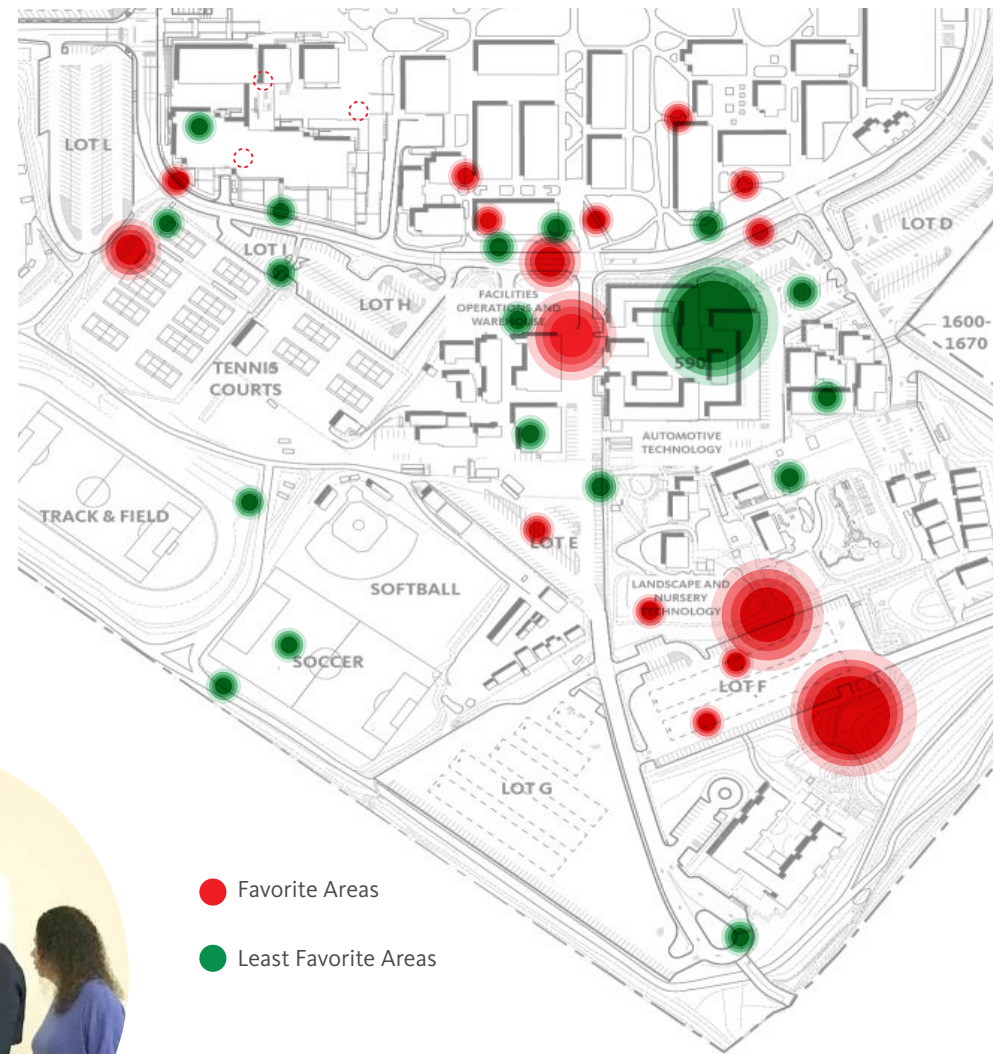 LOT L
LOT D
LOT I
LOT H
FACILITIES
OPERATIONS AND
WAREHOUSE
1600-
1670
590
TENNIS
COURTS
AUTOMOTIVE
TECHNOLOGY
TRACK & FIELD
LOT E
SOFTBALL
LANDSCAPE AND
NURSERY
TECHNOLOGY
SOCCER
LOT F
LOT G
Favorite Areas
Least Favorite Areas